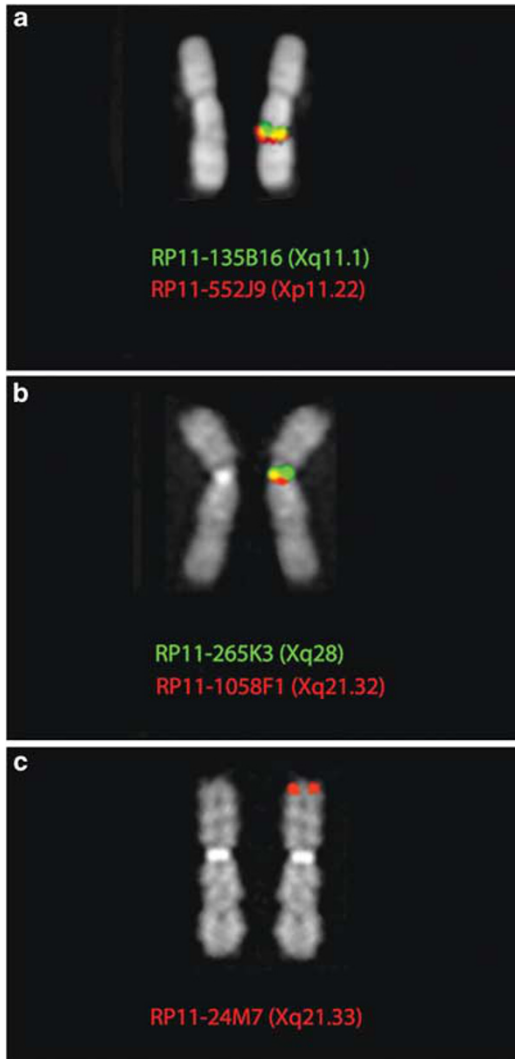 a
RP11-135B16 (Xq11.1)
RP11-552J9 (Xp11.22)
b
RP11-265K3 (Xq28)
RP11-1058F1 (Xq21.32)
c
RP11-24M7 (Xq21.33)